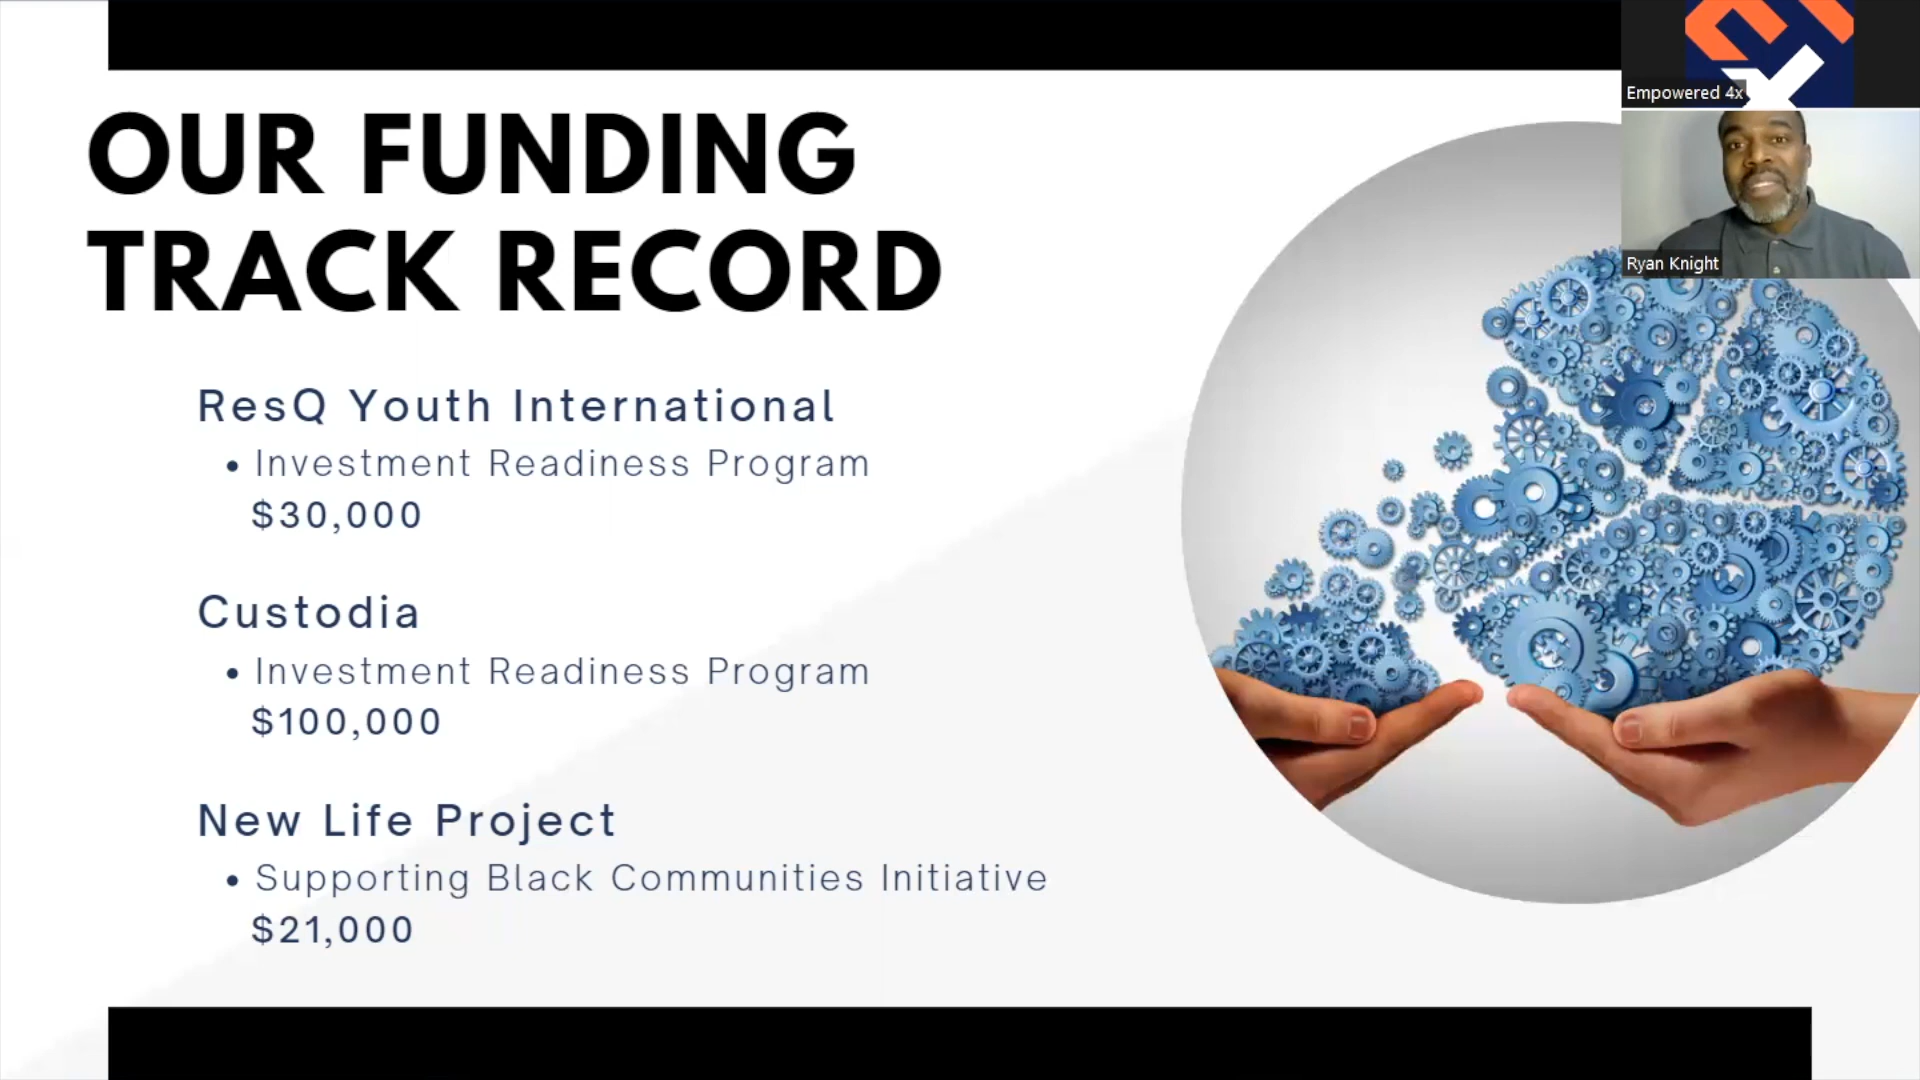 OUR FUNDING
TRACK RECORD
ResQ Youth International
• Investment Readiness Program
$30,000
Custodia
• Investment Readiness Program
$100,000
New Life Project
• Supporting Black Communities Initiative
$21,000
Empowered 4x
Ryan Knight